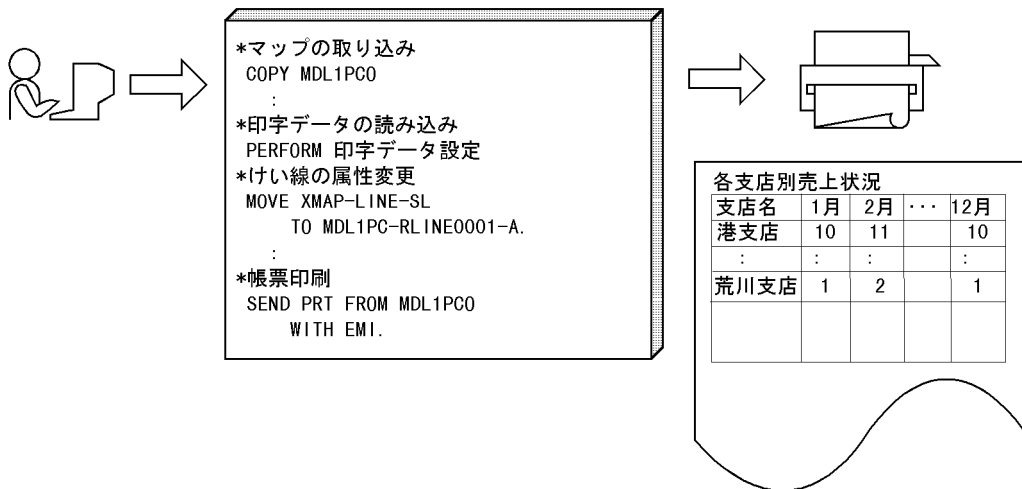 *マップの取り込み
COPY MDL1PCO
:
*印字データの読み込み
PERFORM 印字データ設定
*けい線の属性変更
MOVE XMAP-LINE-SL
TO MDL1PC-RLINE0001-A.
:
*帳票印刷
SEND PRT FROM MDL1PCO
WITH EMI.
各支店別売上状況
支店名 1月 2月 ··· 12月
港支店 10 11 10
: : : :
荒川支店 1 2 1